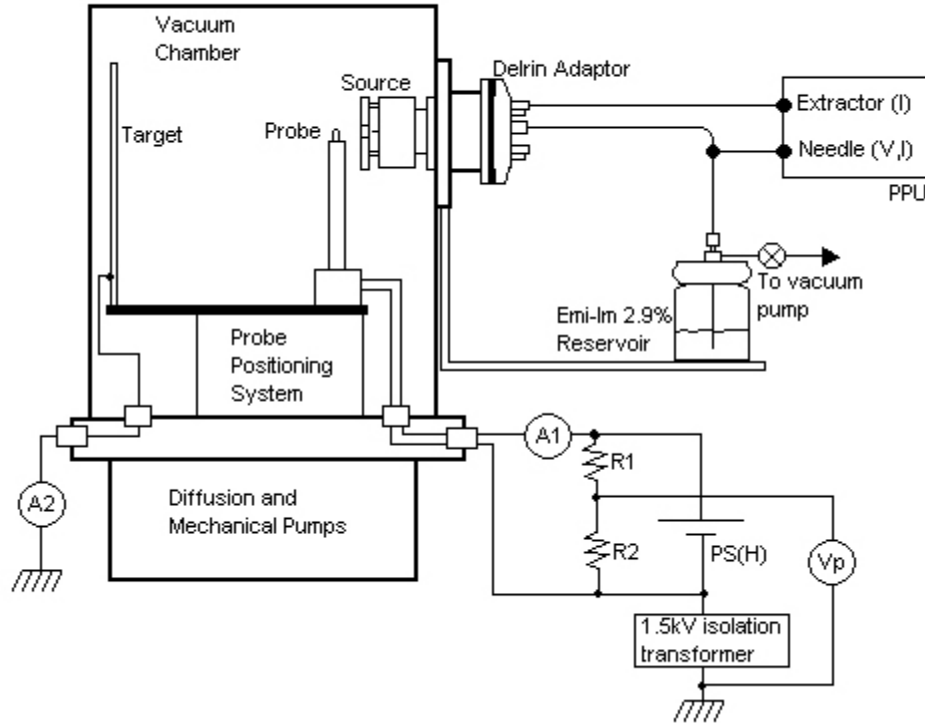 Vacuum
Chamber
Delrin Adaptor
Source
Extractor (I)
Target
Probe
Needle (V,I)
PPU
To vacuum
pump
Emi-Im 2.9%
Reservoir
Probe
Positioning
System
A1
R1
A2
Diffusion and
Mechanical Pumps
R2
PS(H)
Vp
1.5kV isolation
transformer